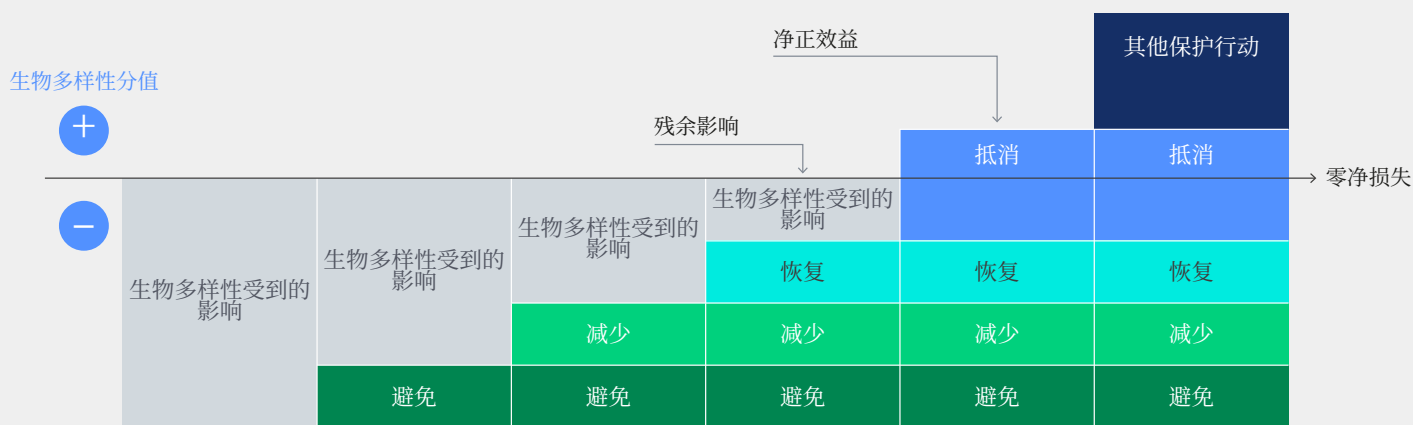 净正效益
其他保护行动
生物多样性分值
+
残余影响
抵消
抵消
零净损失
−
生物多样性受到的
影响
生物多样性受到的
影响
生物多样性受到的
影响
生物多样性受到的
影响
恢复
恢复
恢复
减少
减少
减少
减少
避免
避免
避免
避免
避免